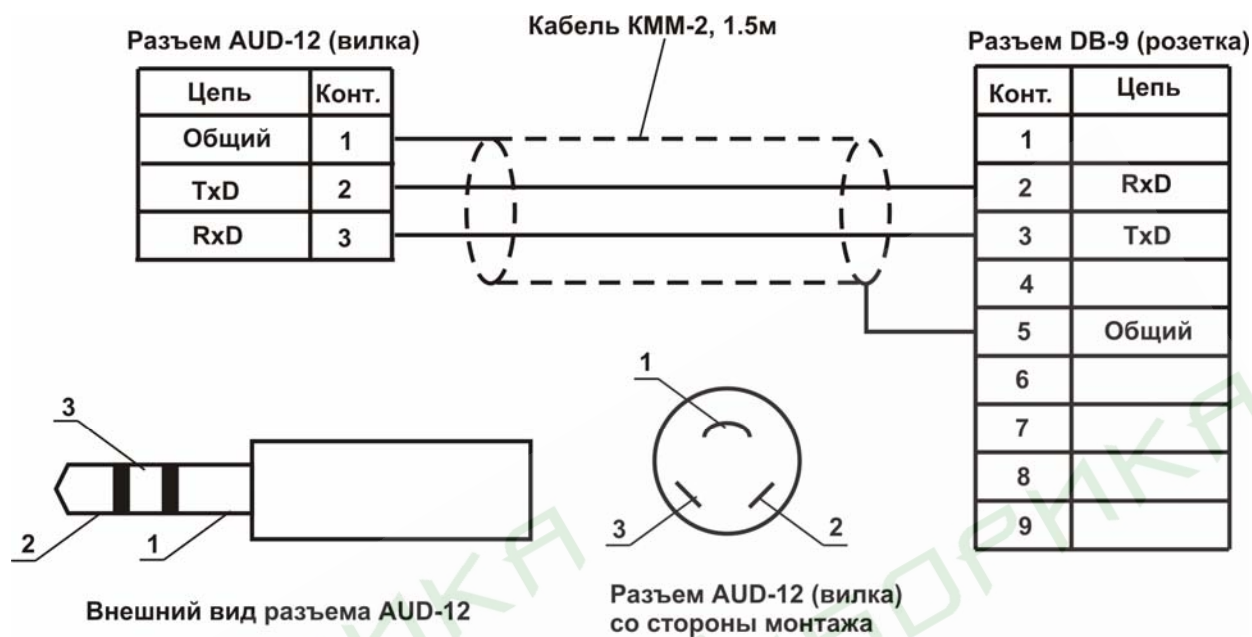 Кабель КММ-2, 1.5м
Разъем AUD-12 (вилка)
Цепь Конт.
Общий 1
TxD 2
RxD 3
Разъем DB-9 (розетка)
Конт. Цепь
1
2 RxD
3 TxD
4
5 Общий
6
7
8
9
3
2
1
Внешний вид разъема AUD-12
1
3
2
Разъем AUD-12 (вилка)
со стороны монтажа